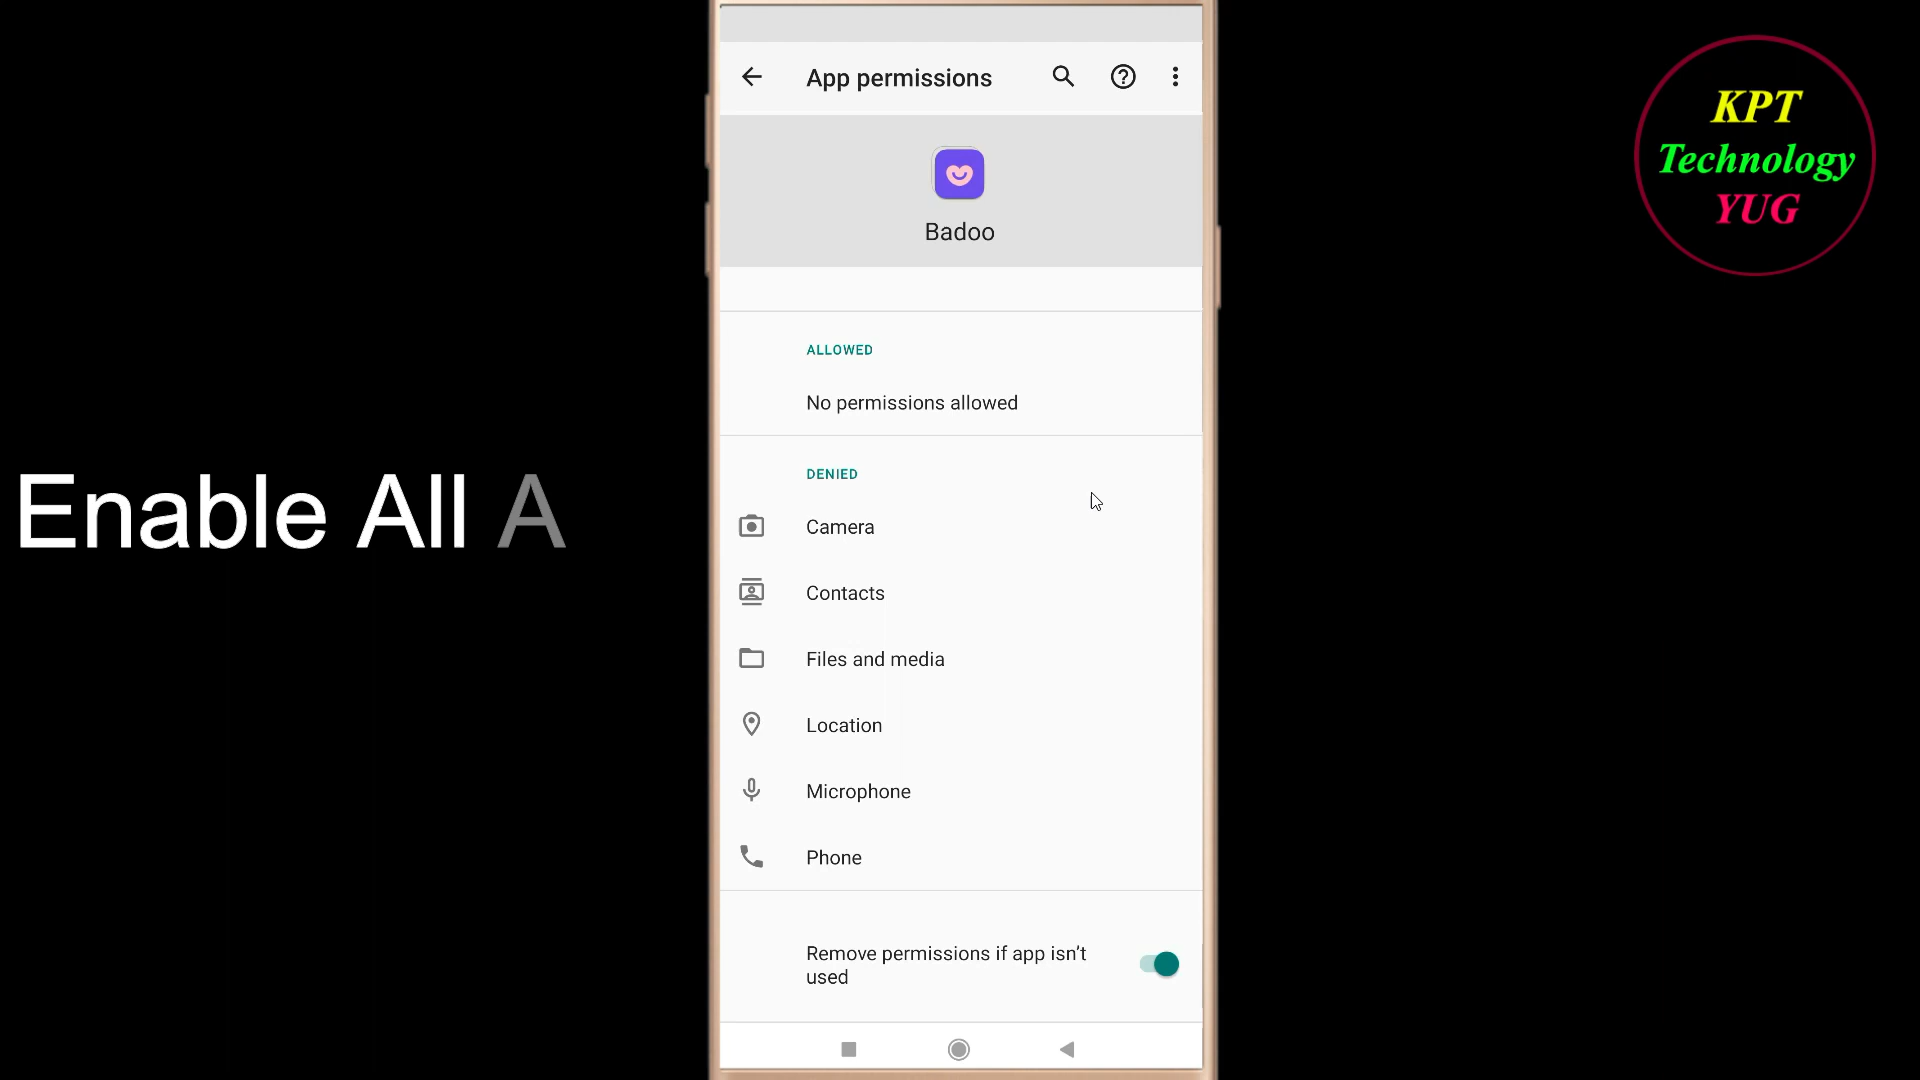 App permissions
Badoo
ALLOWED
No permissions allowed
DENIED
Camera
Contacts
Files and media
Location
Microphone
Phone
Remove permissions if app isn’t
used
Enable All A
KPT
Technology
YUG